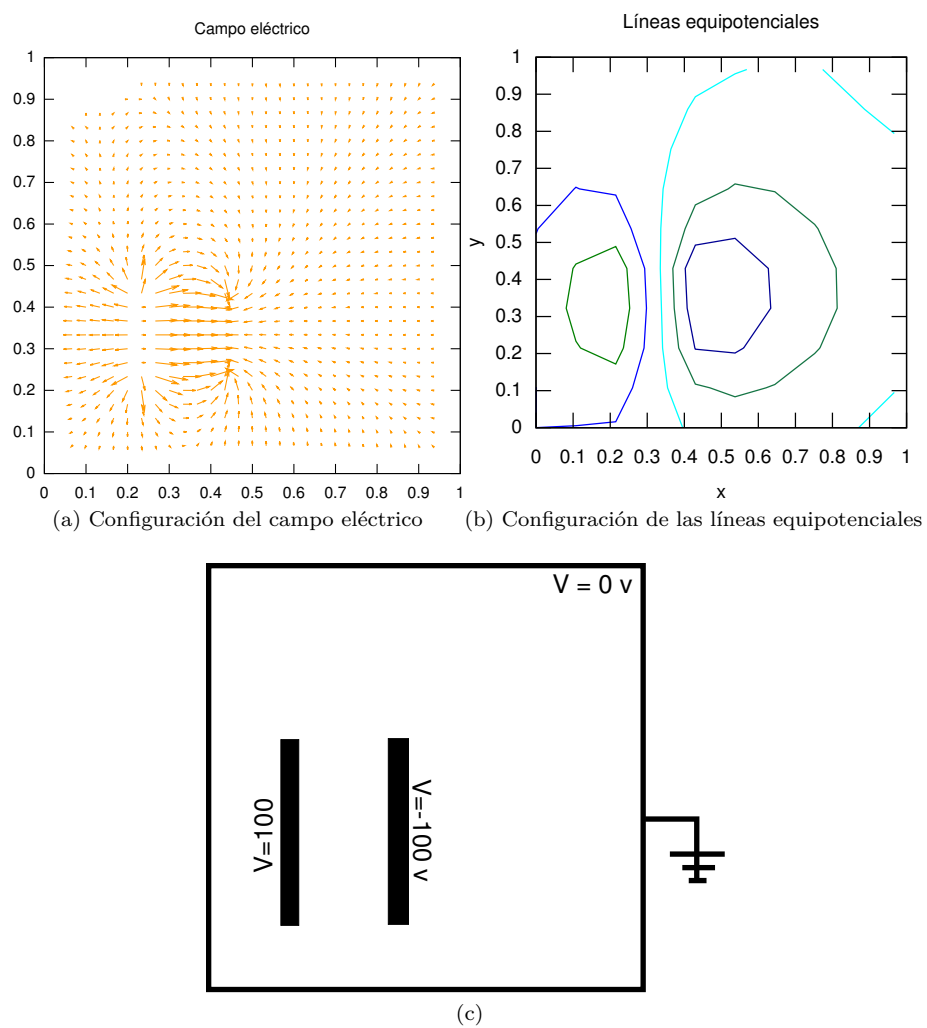 Campo eléctrico
1
0.9
0.8
0.7
0.6
0.5
0.4
0.3
0.2
0.1
0
0 0.1 0.2 0.3 0.4 0.5 0.6 0.7 0.8 0.9 1
(a) Configuración del campo eléctrico
Líneas equipotenciales
1
0.9
0.8
0.7
0.6
0.5
0.4
0.3
0.2
0.1
0
y
0 0.1 0.2 0.3 0.4 0.5 0.6 0.7 0.8 0.9 1
x
(b) Configuración de las líneas equipotenciales
V = 0 v
V=100
V=-100 v
(c)